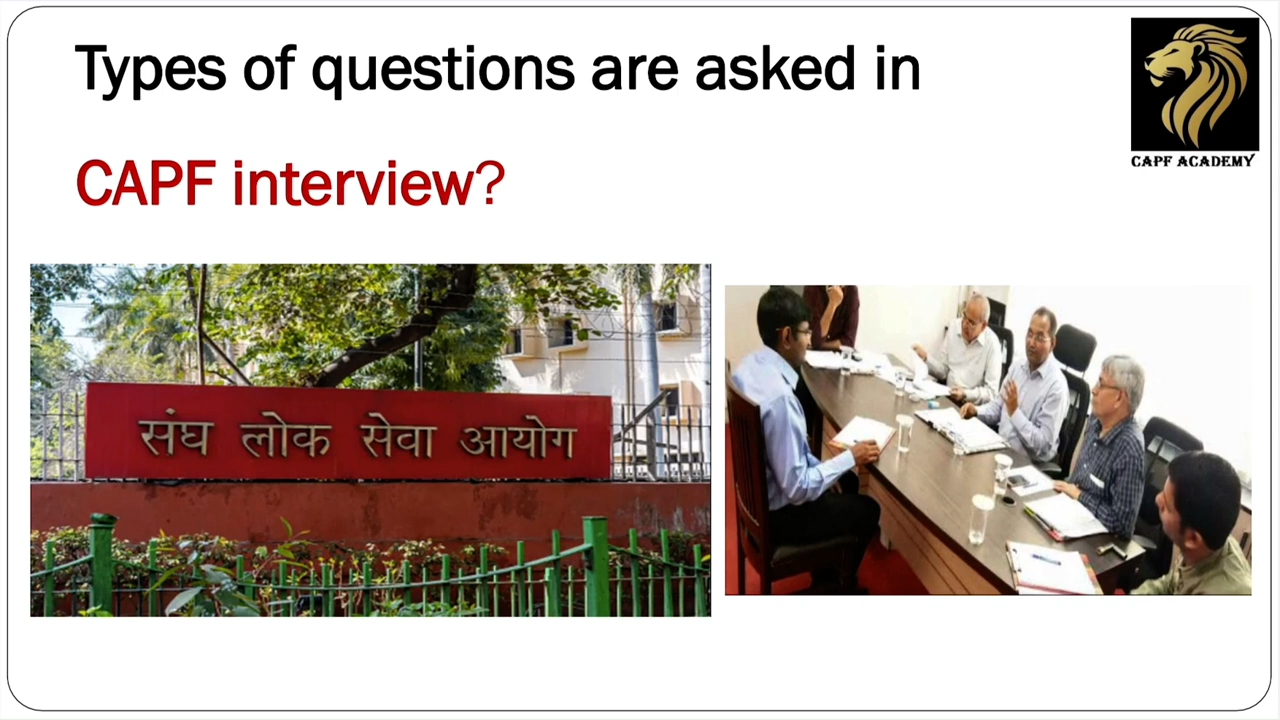 Types of questions are asked in
CAPF interview?
CAPF ACADEMY
संघ लोक सेवा आयोग